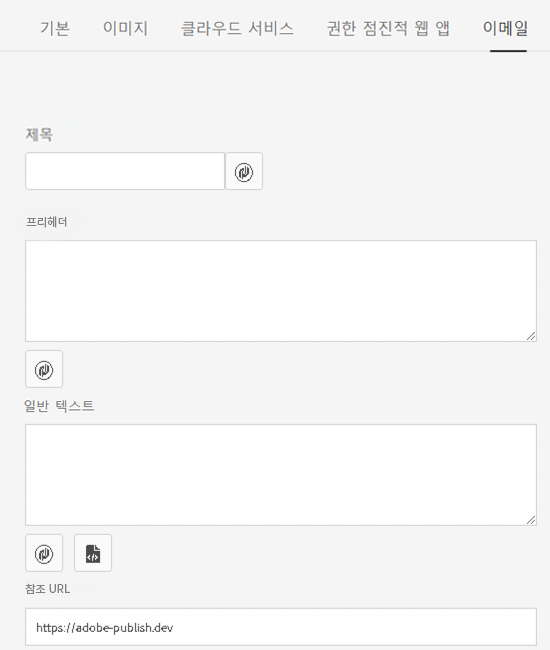 기본 이미지 클라우드 서비스 권한 점진적 웹 앱 이메일
제목
프리헤더
일반 텍스트
참조 URL
https://adobe-publish.dev